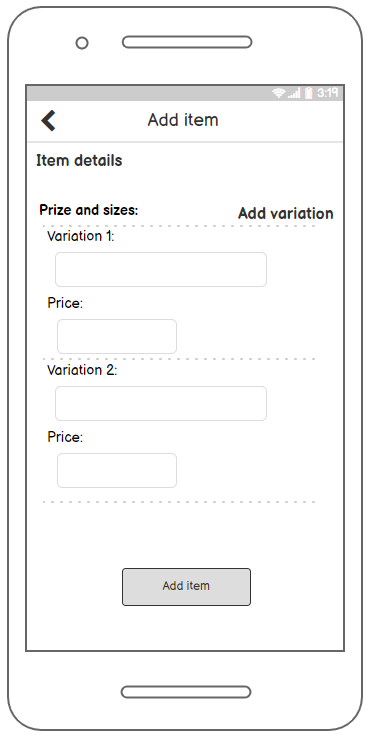 3:19
Add item
Item details
Prize and sizes:
Add variation
Variation 1:
Price:
Variation 2:
Price:
Add item